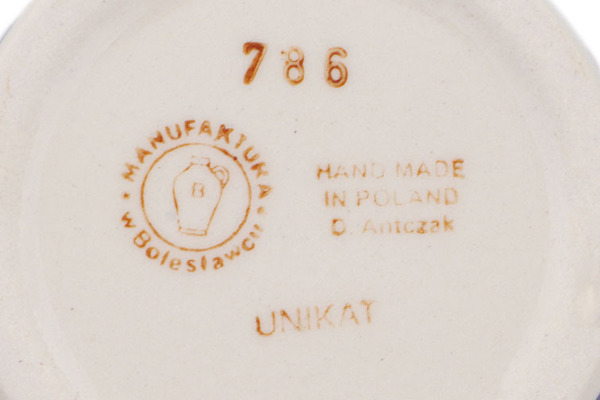 786
MANUFAKTURA
w Bolesławcu
B
HAND MADE
IN POLAND
D. Antczak
UNIKAT